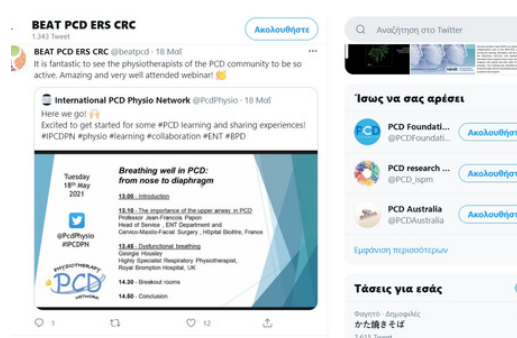 BEAT PCD ERS CRC
1.343 Tweet
Ακολουθήστε
BEAT PCD ERS CRC @beatpcd · 18 Μαΐ
It is fantastic to see the physiotherapists of the PCD community to be so
active. Amazing and very well attended webinar! 👏
International PCD Physio Network @PcdPhysio · 18 Μαΐ
Here we go! 🙌
Excited to get started for some #PCD learning and sharing experiences!
#IPCDPN #physio #learning #collaboration #ENT #BPD
Tuesday
18th May
2021
@PcdPhysio
#IPCDPN
PHYSIOTHERAPY
PCD
NETWORK
Breathing well in PCD:
from nose to diaphragm
13.00 - Introduction
13.10 - The importance of the upper airway in PCD
Professor Jean-Francois Papon
Head of Service , ENT Department and
Cervico-Maxilo-Facial Surgery , Hôpital Bicêtre, France
13.45 - Dysfunctional breathing
Georgie Housley
Highly Specialist Respiratory Physiotherapist,
Royal Brompton Hospital, UK
14.30 - Breakout rooms
14.50 - Conclusion
1
12
Αναζήτηση στο Twitter
Ίσως να σας αρέσει
PCD Foundati...
@PCDFoundati...
Ακολουθήστ
PCD research ...
@PCD_ispm
Ακολουθήστ
PCD Australia
@PCDAustralia
Ακολουθήστ
Εμφάνιση περισσότερων
Τάσεις για εσάς
Φαγητό · Δημοφιλές
かた焼きそば
2.615 Tweet